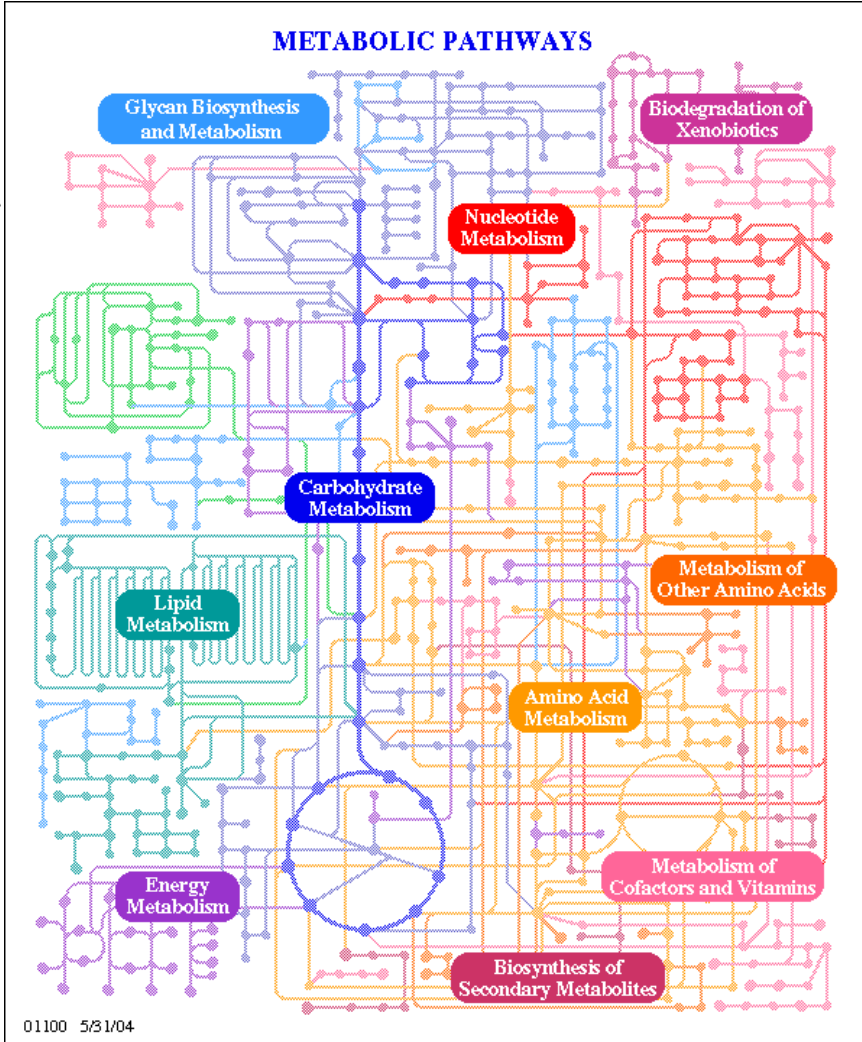 METABOLIC PATHWAYS
Glycan Biosynthesis
and Metabolism
Biodegradation of
Xenobiotics
Nucleotide
Metabolism
Carbohydrate
Metabolism
Metabolism of
Other Amino Acids
Lipid
Metabolism
Amino Acid
Metabolism
Metabolism of
Cofactors and Vitamins
Energy
Metabolism
Biosynthesis of
Secondary Metabolites
01100 5/31/04